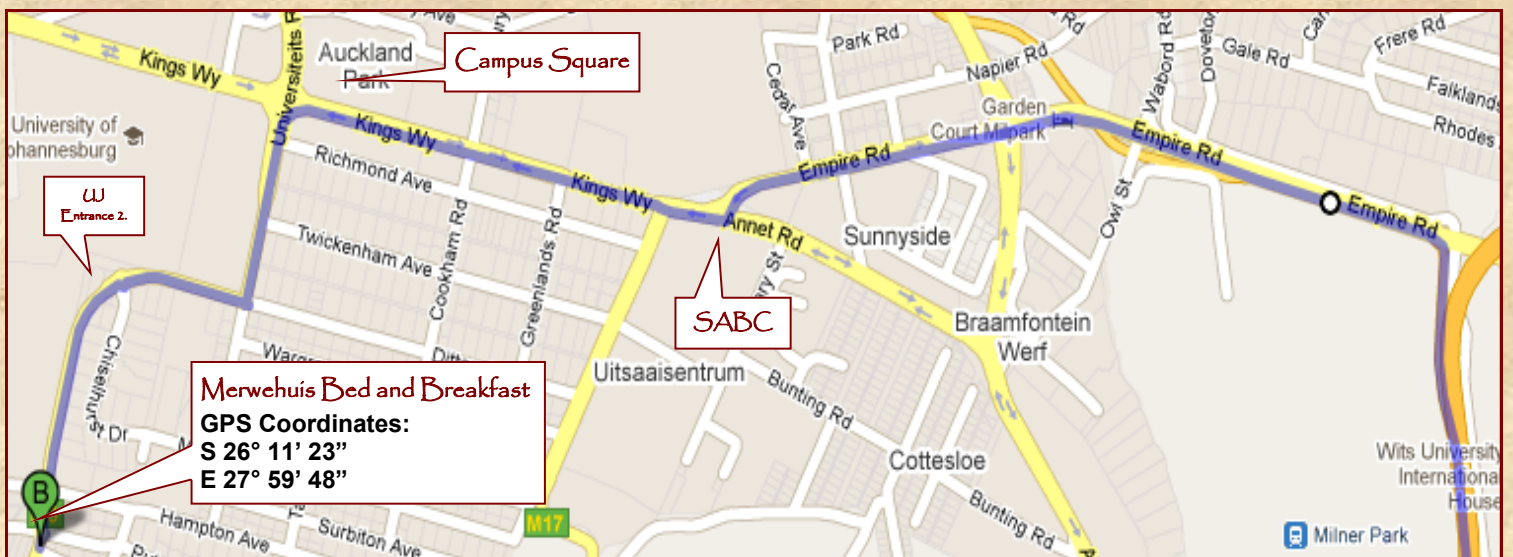 Kings Wy
Universiteits R
Auckland
Park
Campus Square
Park Rd
Cedar Ave
Napier Rd
Rd
Wabord Rd
Doveton
Gale Rd
Frere Rd
Falklands
Rhodes
University of
ohannesburg
Garden
Court Milpark
Kings Wy
Richmond Ave
Kings Wy
Empire Rd
Empire Rd
Empire Rd
UJ
Entrance 2.
Twickenham Ave
Cookham Rd
Greenlands Rd
Annet Rd
Sunnyside
Owl St
SABC
Braamfontein
Werf
Chiselhurst Dr
Uitsaaisentrum
Bunting Rd
Merwehuis Bed and Breakfast
GPS Coordinates:
S 26° 11’ 23”
E 27° 59’ 48”
Cottesloe
Wits University
International
House
B
Hampton Ave
Surbiton Ave
M17
Bunting Rd
Milner Park